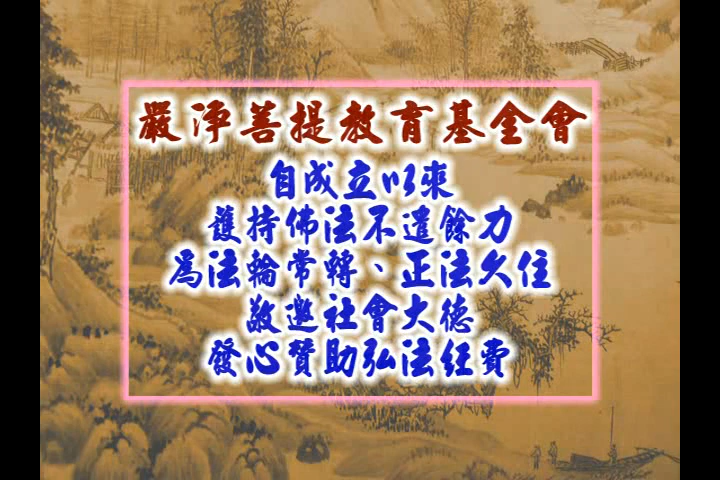 嚴淨菩提教育基金會
自成立以來
護持佛法不遺餘力
為法輪常轉、正法久住
敬邀社會大德
發心贊助弘法經費